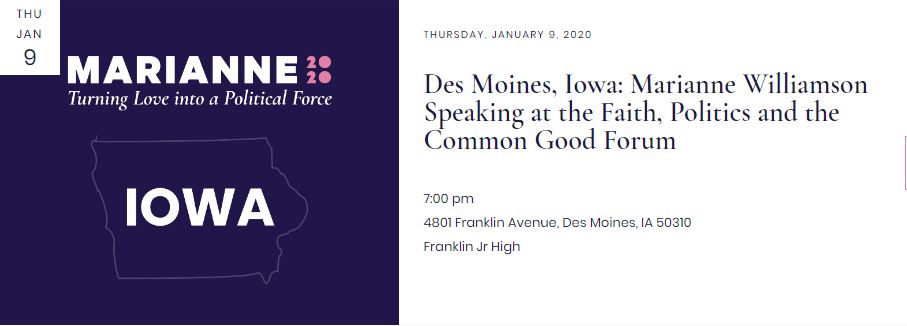 THU
JAN
9
MARIANNE 2020
Turning Love into a Political Force
IOWA
THURSDAY, JANUARY 9, 2020
Des Moines, Iowa: Marianne Williamson
Speaking at the Faith, Politics and the
Common Good Forum
7:00 pm
4801 Franklin Avenue, Des Moines, IA 50310
Franklin Jr High